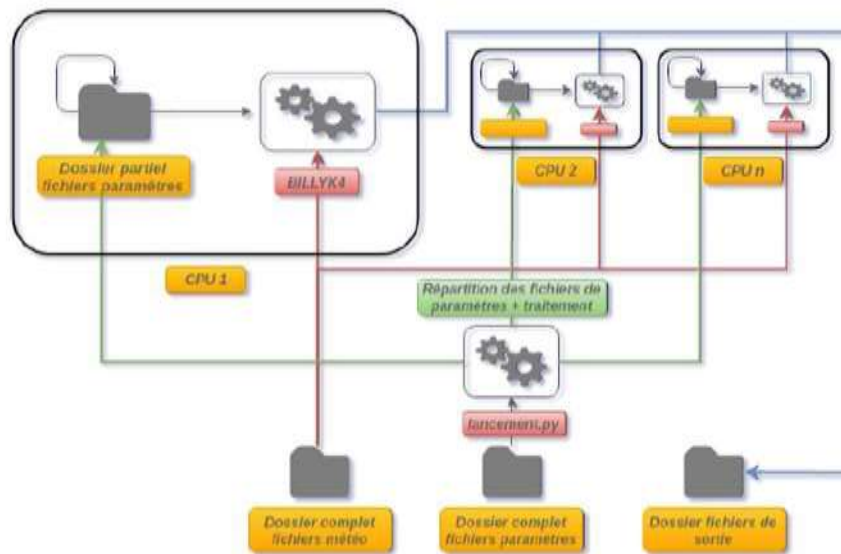 Dossier partiel
fichiers paramètres
BILLYK4
CPU 1
CPU 2
CPU n
Répartition des fichiers de
paramètres + traitement
lancement.py
Dossier complet
fichiers météo
Dossier complet
fichiers paramètres
Dossier fichiers de
sortie